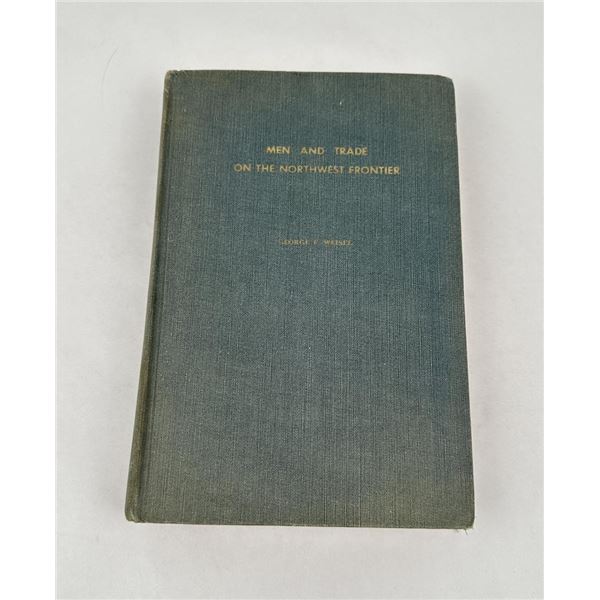 MEN AND TRADE
ON THE NORTHWEST FRONTIER
GEORGE F. WEISEL